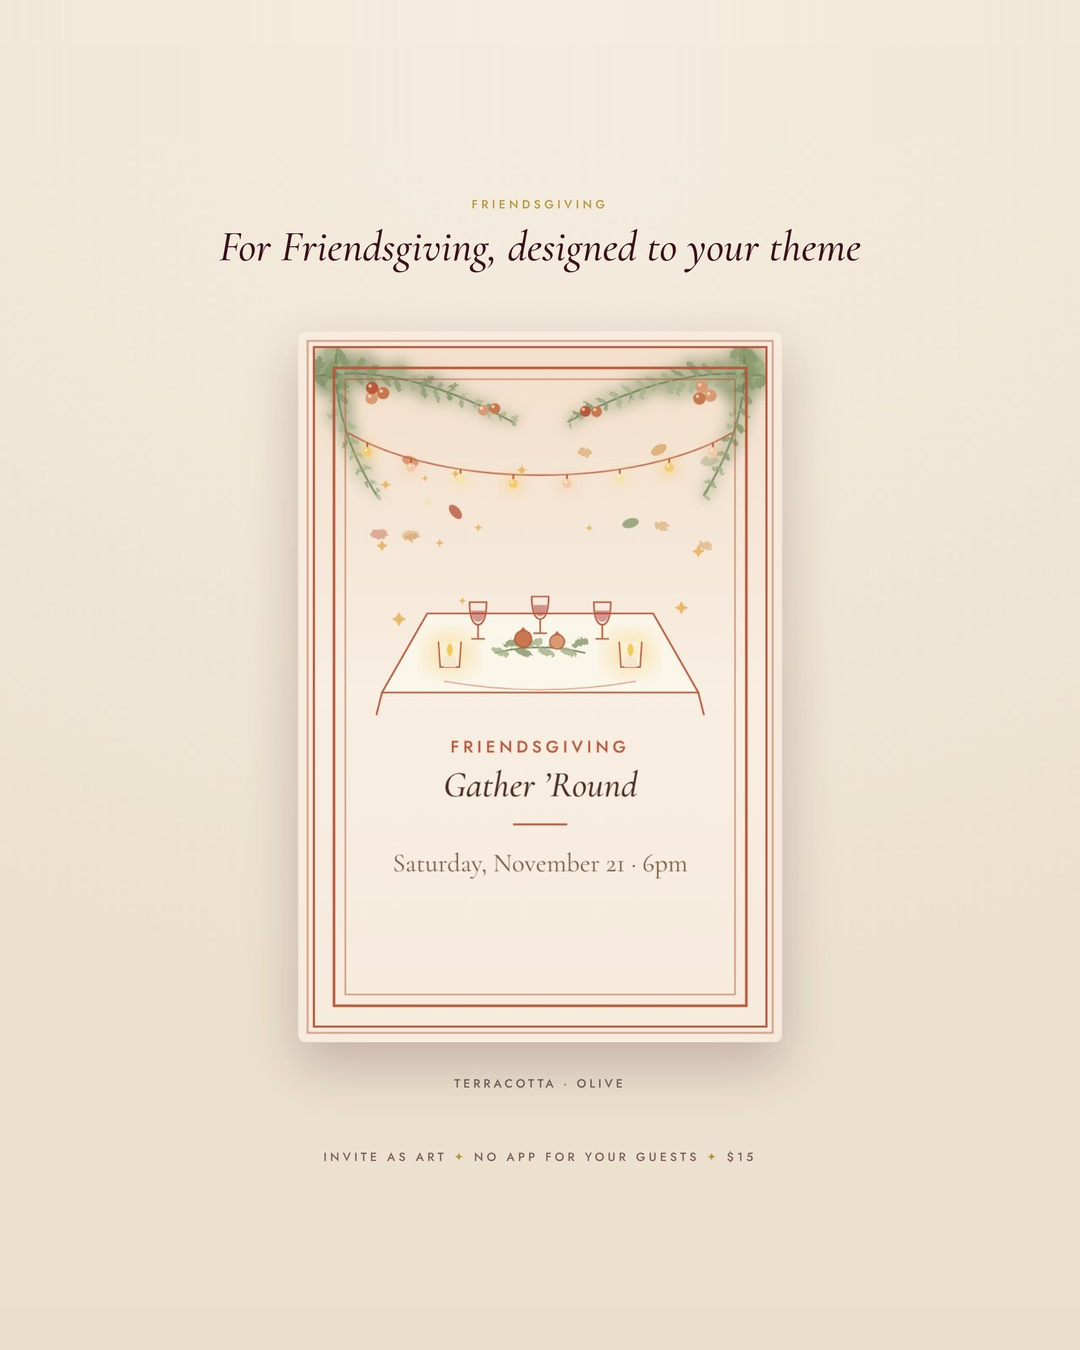 FRIENDSGIVING
For Friendsgiving, designed to your theme
FRIENDSGIVING
Gather ’Round
Saturday, November 21 · 6pm
TERRACOTTA · OLIVE
INVITE AS ART ✦ NO APP FOR YOUR GUESTS ✦ $15